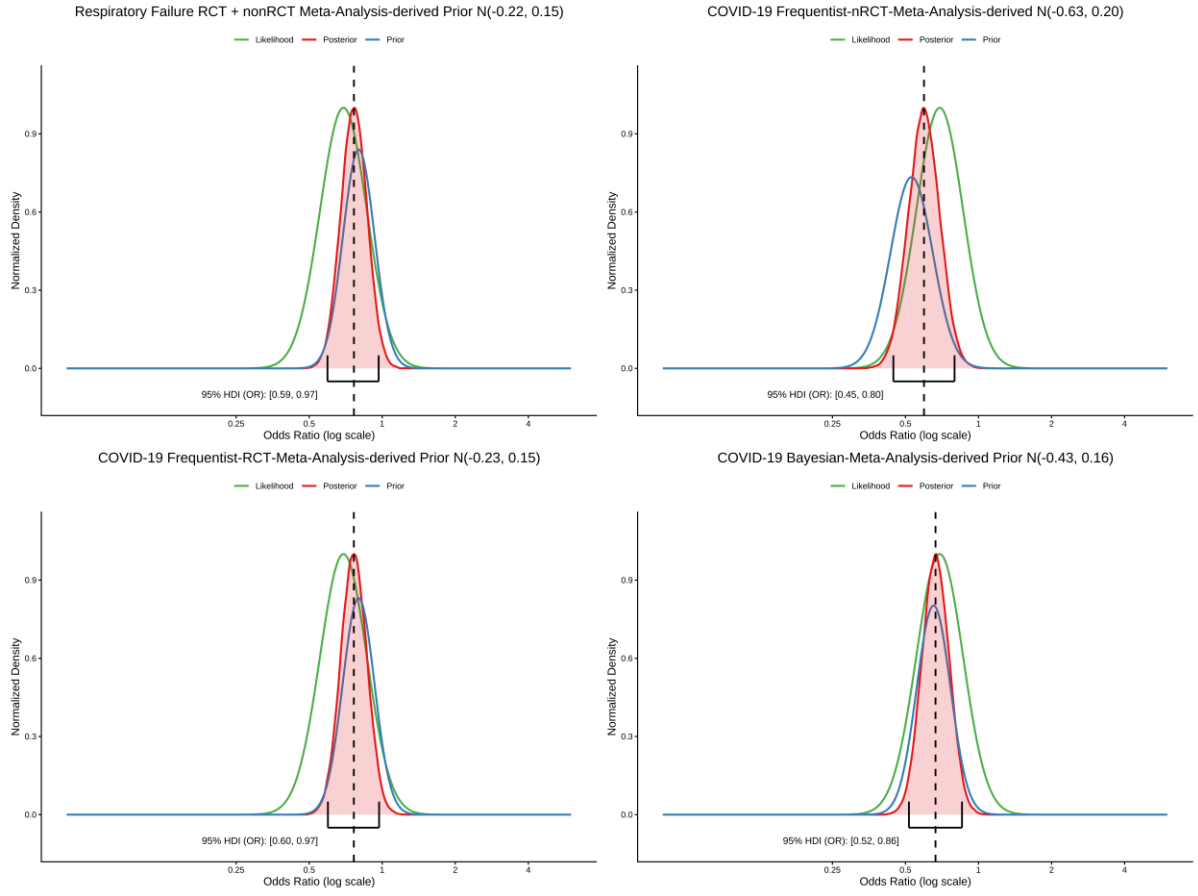 Respiratory Failure RCT + nonRCT Meta-Analysis-derived Prior N(-0.22, 0.15)
Likelihood Posterior Prior
Normalized Density
0.9
0.6
0.3
0.0
95% HDI (OR): [0.59, 0.97]
0.25 0.5 1 2 4
Odds Ratio (log scale)
COVID-19 Frequentist-nRCT-Meta-Analysis-derived N(-0.63, 0.20)
Likelihood Posterior Prior
Normalized Density
0.9
0.6
0.3
0.0
95% HDI (OR): [0.45, 0.80]
0.25 0.5 1 2 4
Odds Ratio (log scale)
COVID-19 Frequentist-RCT-Meta-Analysis-derived Prior N(-0.23, 0.15)
Likelihood Posterior Prior
Normalized Density
0.9
0.6
0.3
0.0
95% HDI (OR): [0.60, 0.97]
0.25 0.5 1 2 4
Odds Ratio (log scale)
COVID-19 Bayesian-Meta-Analysis-derived Prior N(-0.43, 0.16)
Likelihood Posterior Prior
Normalized Density
0.9
0.6
0.3
0.0
95% HDI (OR): [0.52, 0.86]
0.25 0.5 1 2 4
Odds Ratio (log scale)